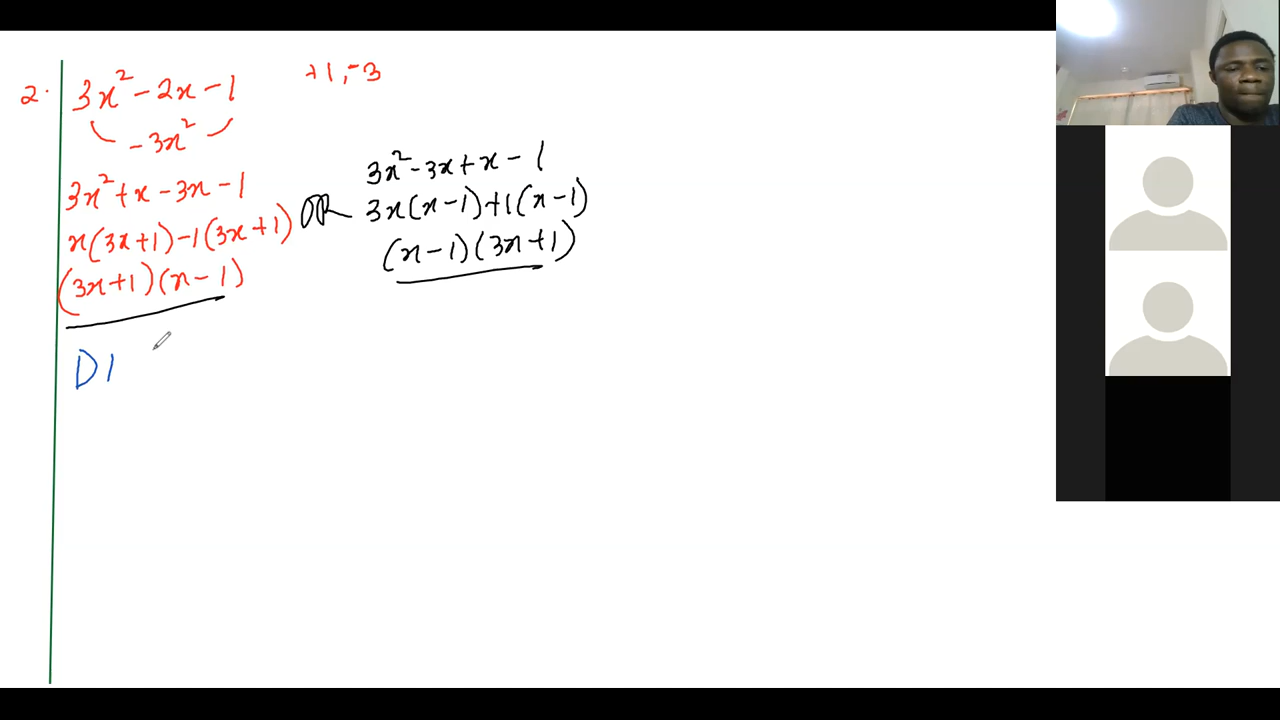 2. 3x² - 2x - 1
+1, -3
- 3x²
3x² + x - 3x - 1
x(3x+1) - 1(3x+1)
(3x+1)(x - 1)
OR
3x² - 3x + x - 1
3x(x - 1) + 1(x - 1)
(x - 1)(3x + 1)
DI